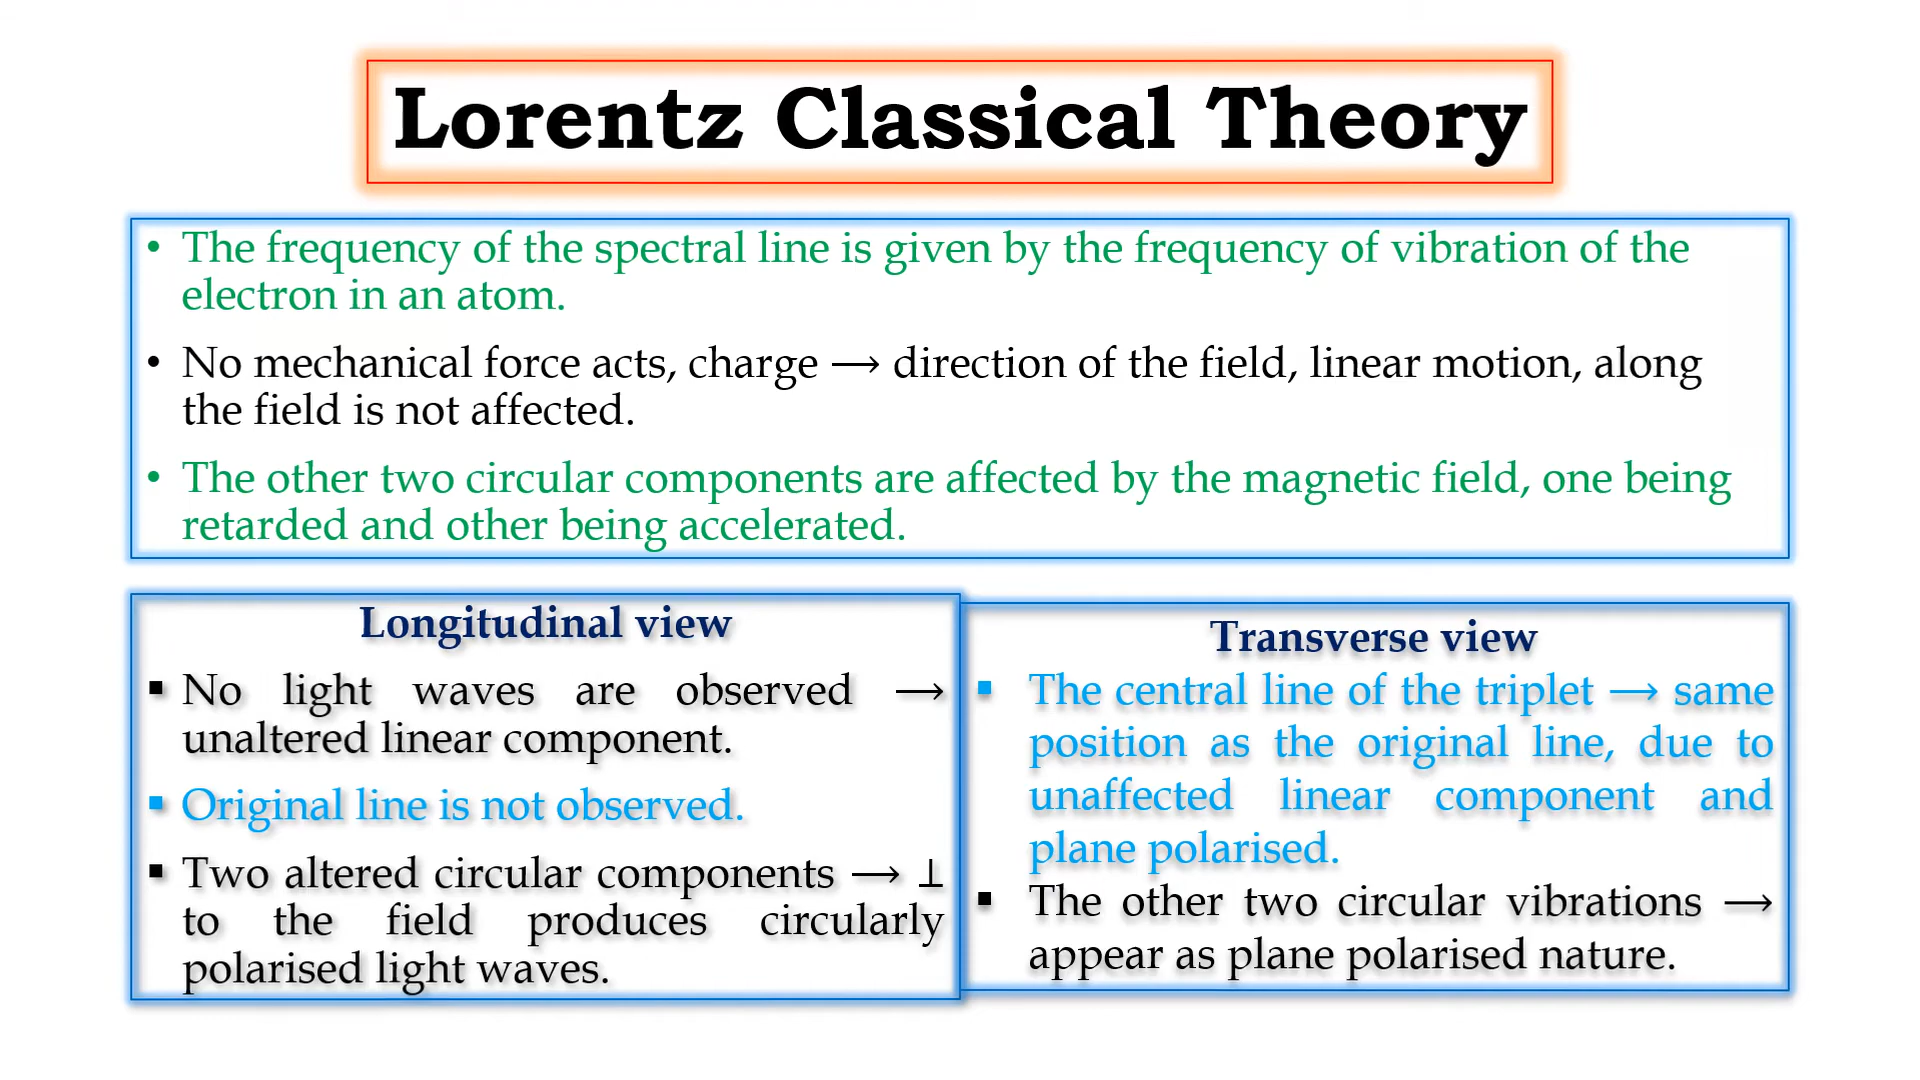 Lorentz Classical Theory
• The frequency of the spectral line is given by the frequency of vibration of the
electron in an atom.
• No mechanical force acts, charge ⟶ direction of the field, linear motion, along
the field is not affected.
• The other two circular components are affected by the magnetic field, one being
retarded and other being accelerated.
Longitudinal view
▪ No light waves are observed ⟶
unaltered linear component.
▪ Original line is not observed.
▪ Two altered circular components ⟶ ⊥
to the field produces circularly
polarised light waves.
Transverse view
▪ The central line of the triplet ⟶ same
position as the original line, due to
unaffected linear component and
plane polarised.
▪ The other two circular vibrations ⟶
appear as plane polarised nature.